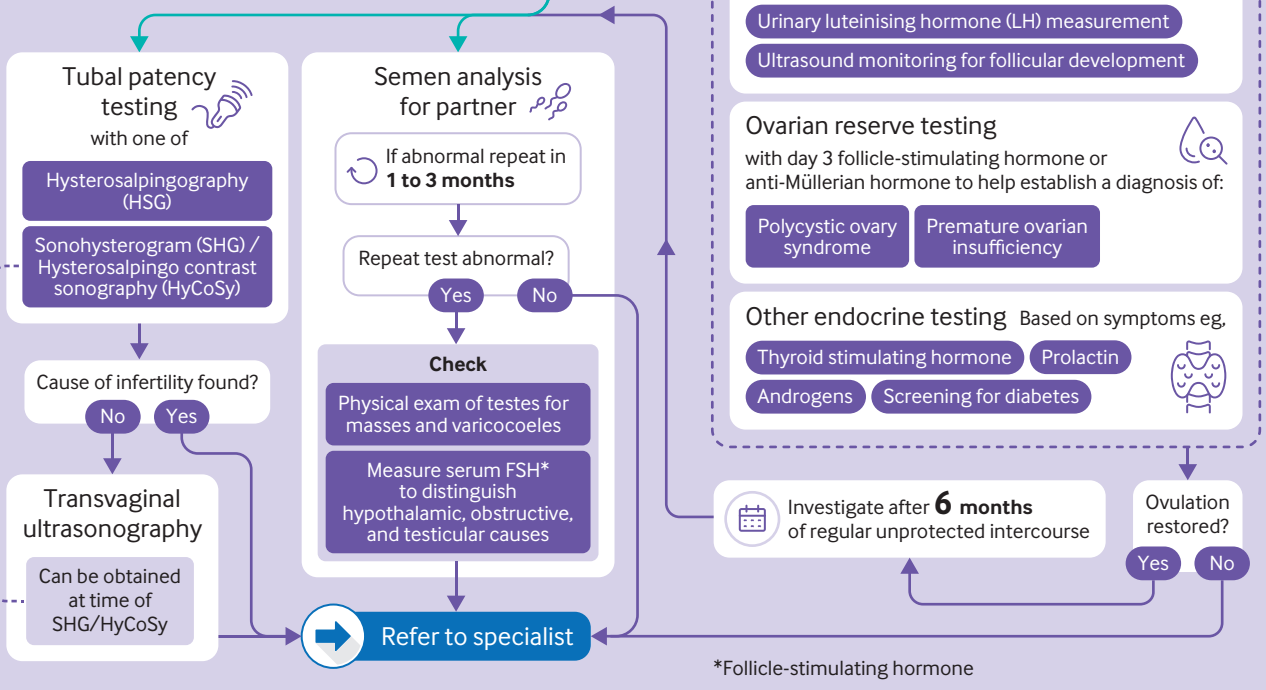 Tubal patency
testing
with one of
Hysterosalpingography
(HSG)
Sonohysterogram (SHG) /
Hysterosalpingo contrast
sonography (HyCoSy)
Cause of infertility found?
No
Yes
Transvaginal
ultrasonography
Can be obtained
at time of
SHG/HyCoSy
Semen analysis
for partner
If abnormal repeat in
1 to 3 months
Repeat test abnormal?
Yes
No
Check
Physical exam of testes for
masses and varicocoeles
Measure serum FSH*
to distinguish
hypothalamic, obstructive,
and testicular causes
Refer to specialist
Urinary luteinising hormone (LH) measurement
Ultrasound monitoring for follicular development
Ovarian reserve testing
with day 3 follicle-stimulating hormone or
anti-Müllerian hormone to help establish a diagnosis of:
Polycystic ovary
syndrome
Premature ovarian
insufficiency
Other endocrine testing Based on symptoms eg,
Thyroid stimulating hormone
Prolactin
Androgens
Screening for diabetes
Investigate after 6 months
of regular unprotected intercourse
Ovulation
restored?
Yes
No
*Follicle-stimulating hormone